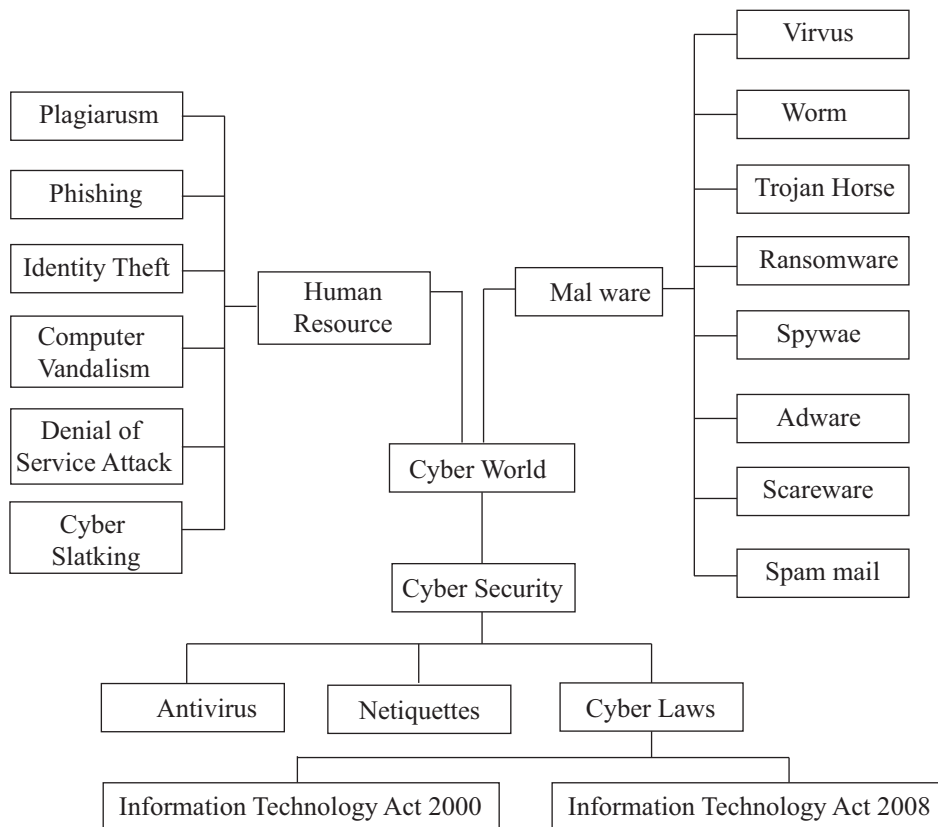 Virvus
Plagiarusm
Worm
Phishing
Trojan Horse
Identity Theft
Ransomware
Human
Resource
Mal ware
Computer
Vandalism
Spywae
Denial of
Service Attack
Adware
Cyber World
Scareware
Cyber
Slatking
Cyber Security
Spam mail
Antivirus
Netiquettes
Cyber Laws
Information Technology Act 2000
Information Technology Act 2008